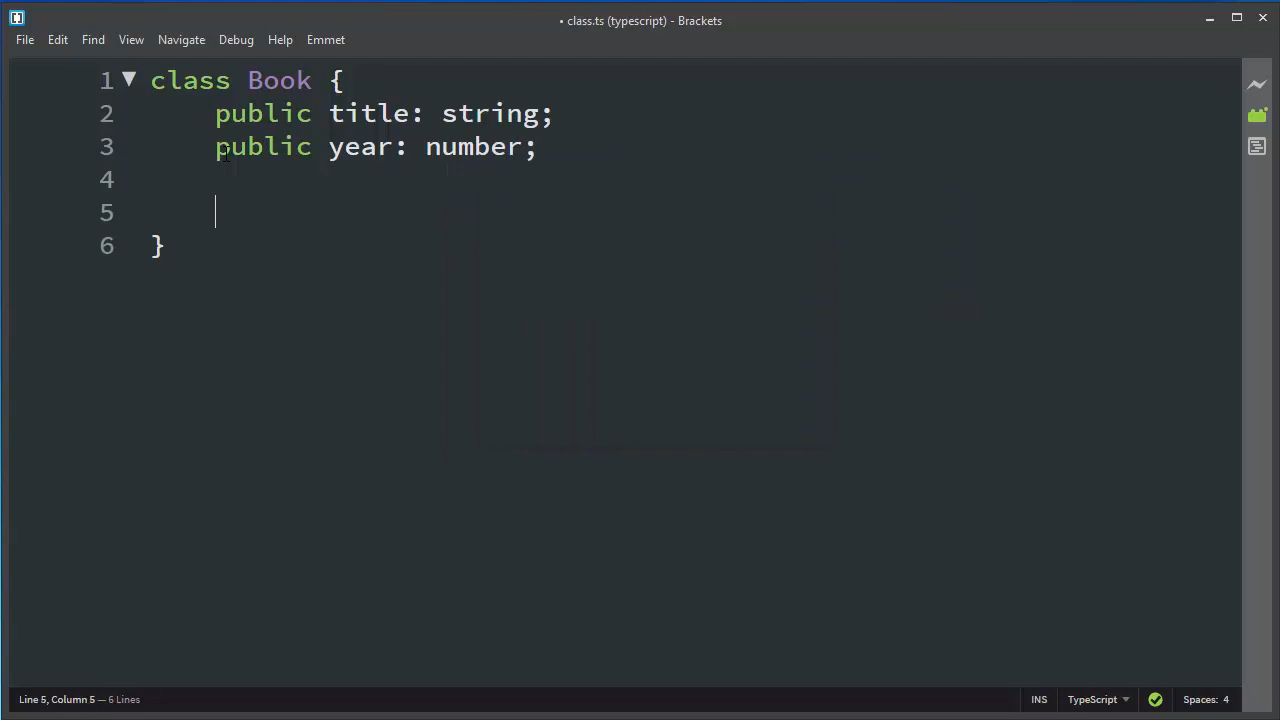 • class.ts (typescript) - Brackets
File Edit Find View Navigate Debug Help Emmet
1 class Book {
2 public title: string;
3 public year: number;
4
5
6 }
Line 5, Column 5 — 6 Lines INS TypeScript Spaces: 4